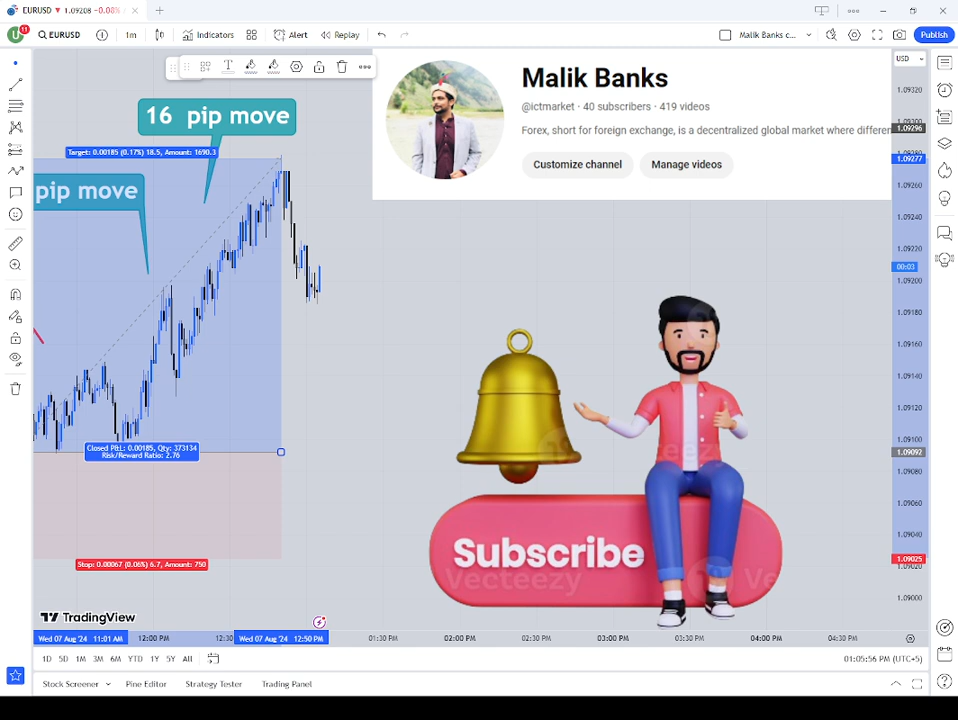 EURUSD ▼ 1.09208 -0.08%
U 11 EURUSD 1m Indicators Alert Replay Malik Banks c... Publish
USD
Malik Banks
@ictmarket · 40 subscribers · 419 videos
Forex, short for foreign exchange, is a decentralized global market where differen
Customize channel Manage videos
16 pip move
Target: 0.00185 (0.17%) 18.5, Amount: 1690.3
pip move
1.09320
1.09296
1.09277
1.09260
1.09240
1.09220
00:03
1.09200
1.09180
1.09160
1.09140
1.09120
1.09100
1.09092
1.09080
1.09060
1.09040
1.09025
1.09020
1.09000
Closed P&L: 0.00185, Qty: 373134
Risk/Reward Ratio: 2.76
Stop: 0.00067 (0.06%) 6.7, Amount: 750
Subscribe
Vecteezy
TradingView
Wed 07 Aug '24 11:01 AM 12:00 PM 12:30 Wed 07 Aug '24 12:50 PM 01:30 PM 02:00 PM 02:30 PM 03:00 PM 03:30 PM 04:00 PM 04:30 PM
1D 5D 1M 3M 6M YTD 1Y 5Y All 01:05:56 PM (UTC+5)
Stock Screener Pine Editor Strategy Tester Trading Panel